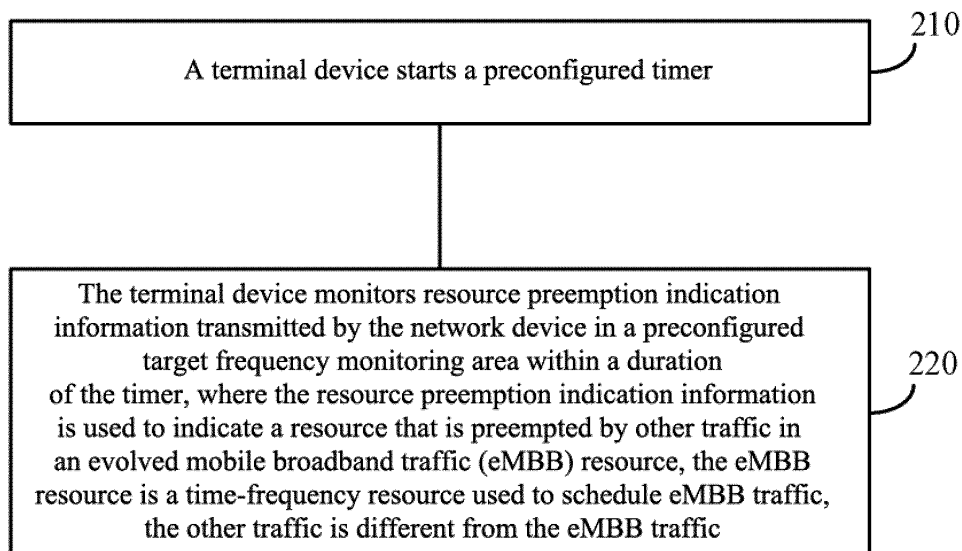 210
A terminal device starts a preconfigured timer
The terminal device monitors resource preemption indication
information transmitted by the network device in a preconfigured
target frequency monitoring area within a duration
of the timer, where the resource preemption indication information
is used to indicate a resource that is preempted by other traffic in
an evolved mobile broadband traffic (eMBB) resource, the eMBB
resource is a time-frequency resource used to schedule eMBB traffic,
the other traffic is different from the eMBB traffic
220